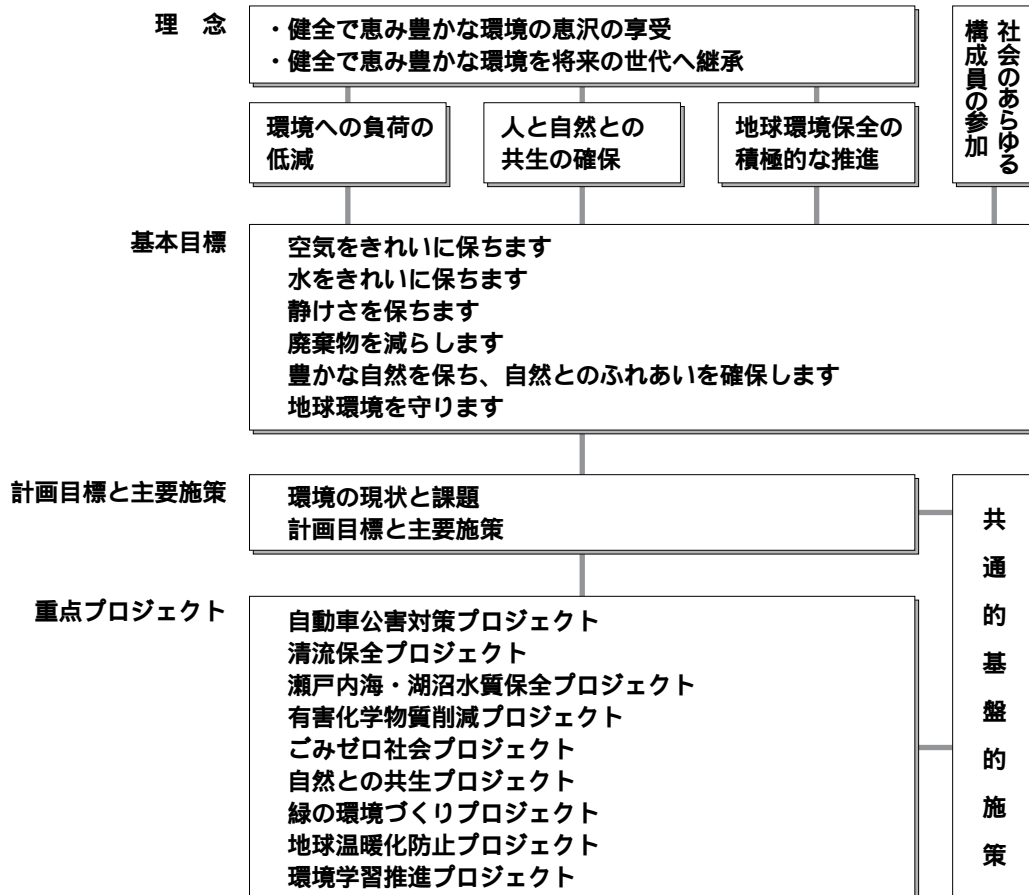 理　念
・健全で恵み豊かな環境の恵沢の享受
・健全で恵み豊かな環境を将来の世代へ継承
社会のあらゆる
構成員の参加
環境への負荷の
低減
人と自然との
共生の確保
地球環境保全の
積極的な推進
基本目標
空気をきれいに保ちます
水をきれいに保ちます
静けさを保ちます
廃棄物を減らします
豊かな自然を保ち、自然とのふれあいを確保します
地球環境を守ります
計画目標と主要施策
環境の現状と課題
計画目標と主要施策
共通的基盤的施策
重点プロジェクト
自動車公害対策プロジェクト
清流保全プロジェクト
瀬戸内海・湖沼水質保全プロジェクト
有害化学物質削減プロジェクト
ごみゼロ社会プロジェクト
自然との共生プロジェクト
緑の環境づくりプロジェクト
地球温暖化防止プロジェクト
環境学習推進プロジェクト